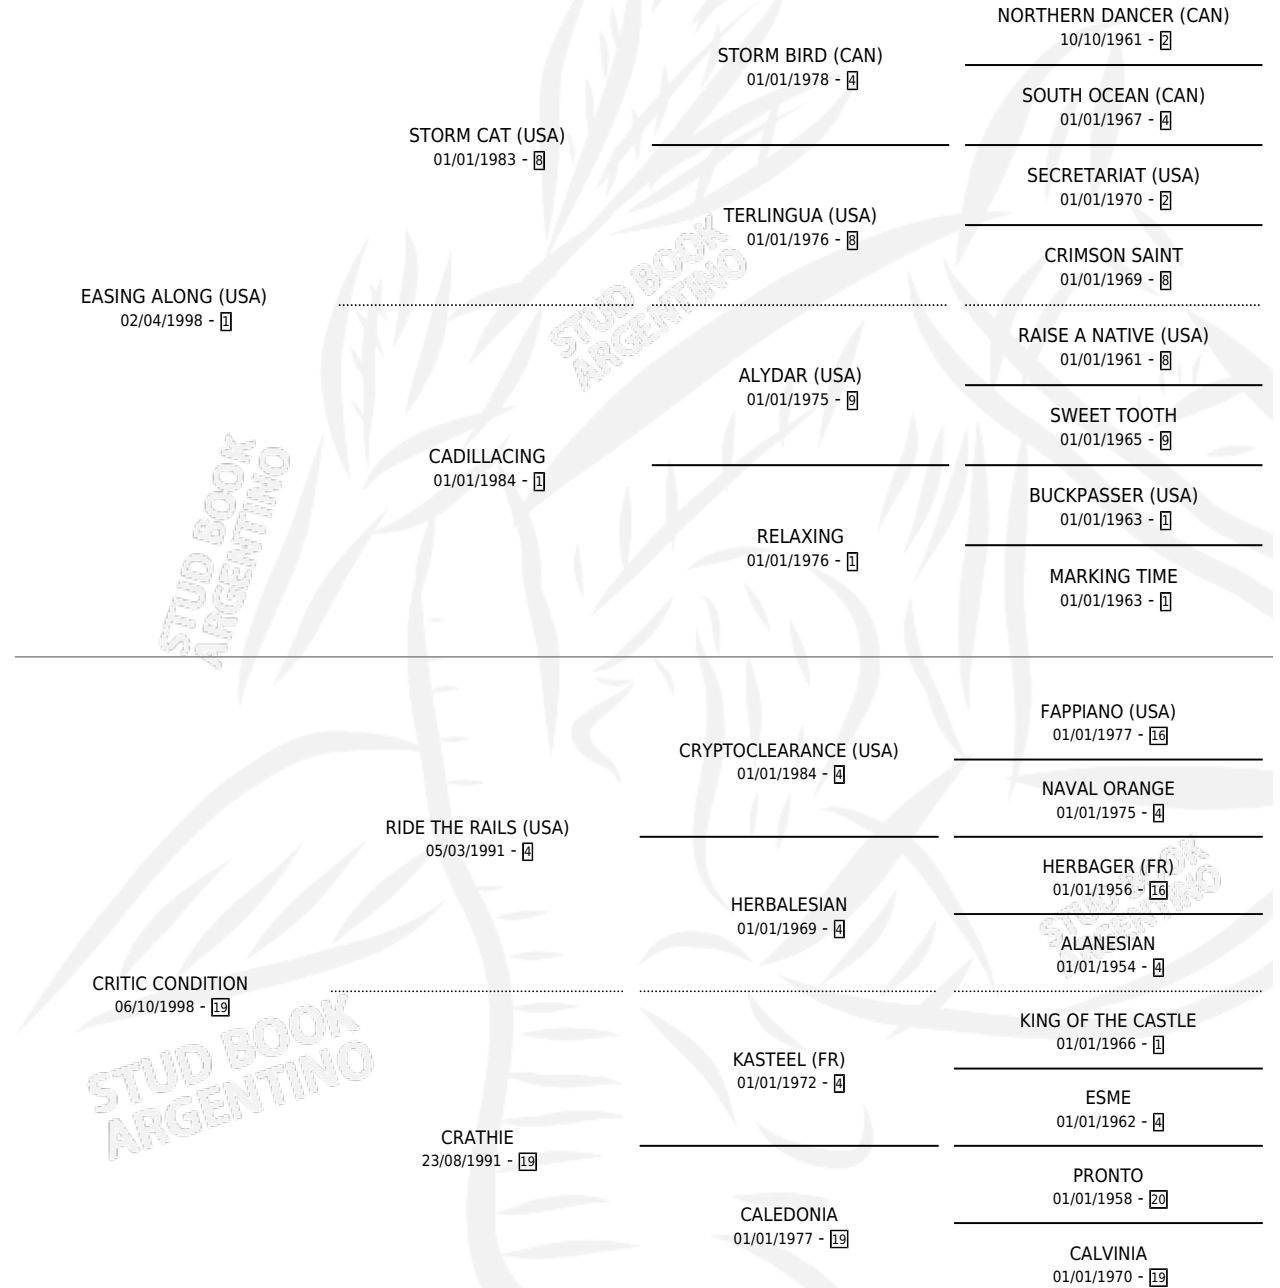 NORTHERN DANCER (CAN)
10/10/1961 - 2
STORM BIRD (CAN)
01/01/1978 - 4
SOUTH OCEAN (CAN)
01/01/1967 - 4
STORM CAT (USA)
01/01/1983 - 8
SECRETARIAT (USA)
01/01/1970 - 2
TERLINGUA (USA)
01/01/1976 - 8
CRIMSON SAINT
01/01/1969 - 8
EASING ALONG (USA)
02/04/1998 - 1
STUD BOOK
ARGENTINO
RAISE A NATIVE (USA)
01/01/1961 - 8
ALYDAR (USA)
01/01/1975 - 9
SWEET TOOTH
01/01/1965 - 9
CADILLACING
01/01/1984 - 1
BUCKPASSER (USA)
01/01/1963 - 1
RELAXING
01/01/1976 - 1
MARKING TIME
01/01/1963 - 1
STUD BOOK
ARGENTINO
FAPPIANO (USA)
01/01/1977 - 16
CRYPTOCLEARANCE (USA)
01/01/1984 - 4
NAVAL ORANGE
01/01/1975 - 4
RIDE THE RAILS (USA)
05/03/1991 - 4
HERBAGER (FR)
01/01/1956 - 16
HERBALESIAN
01/01/1969 - 4
STUD BOOK
ARGENTINO
ALANESIAN
01/01/1954 - 4
CRITIC CONDITION
06/10/1998 - 19
STUD BOOK
ARGENTINO
KING OF THE CASTLE
01/01/1966 - 1
KASTEEL (FR)
01/01/1972 - 4
ESME
01/01/1962 - 4
CRATHIE
23/08/1991 - 19
PRONTO
01/01/1958 - 20
CALEDONIA
01/01/1977 - 19
CALVINIA
01/01/1970 - 19